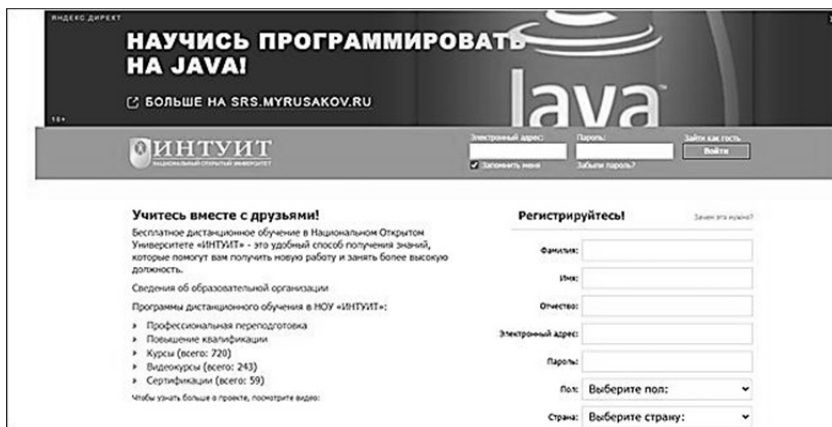 ЯНДЕКС.ДИРЕКТ
НАУЧИСЬ ПРОГРАММИРОВАТЬ
НА JAVA!
БОЛЬШЕ НА SRS.MYRUSAKOV.RU
18+
Java
ИНТУИТ
НАЦИОНАЛЬНЫЙ ОТКРЫТЫЙ УНИВЕРСИТЕТ
Электронный адрес: Пароль: Зайти как гость
Войти
Запомнить меня Забыли пароль?
Учитесь вместе с друзьями!
Бесплатное дистанционное обучение в Национальном Открытом
Университете «ИНТУИТ» - это удобный способ получения знаний,
которые помогут вам получить новую работу и занять более высокую
должность.
Сведения об образовательной организации
Программы дистанционного обучения в НОУ «ИНТУИТ»:
Профессиональная переподготовка
Повышение квалификации
Курсы (всего: 720)
Видеокурсы (всего: 243)
Сертификации (всего: 59)
Чтобы узнать больше о проекте, посмотрите видео:
Регистрируйтесь! Зачем это нужно?
Фамилия:
Имя:
Отчество:
Электронный адрес:
Пароль:
Пол: Выберите пол:
Страна: Выберите страну: